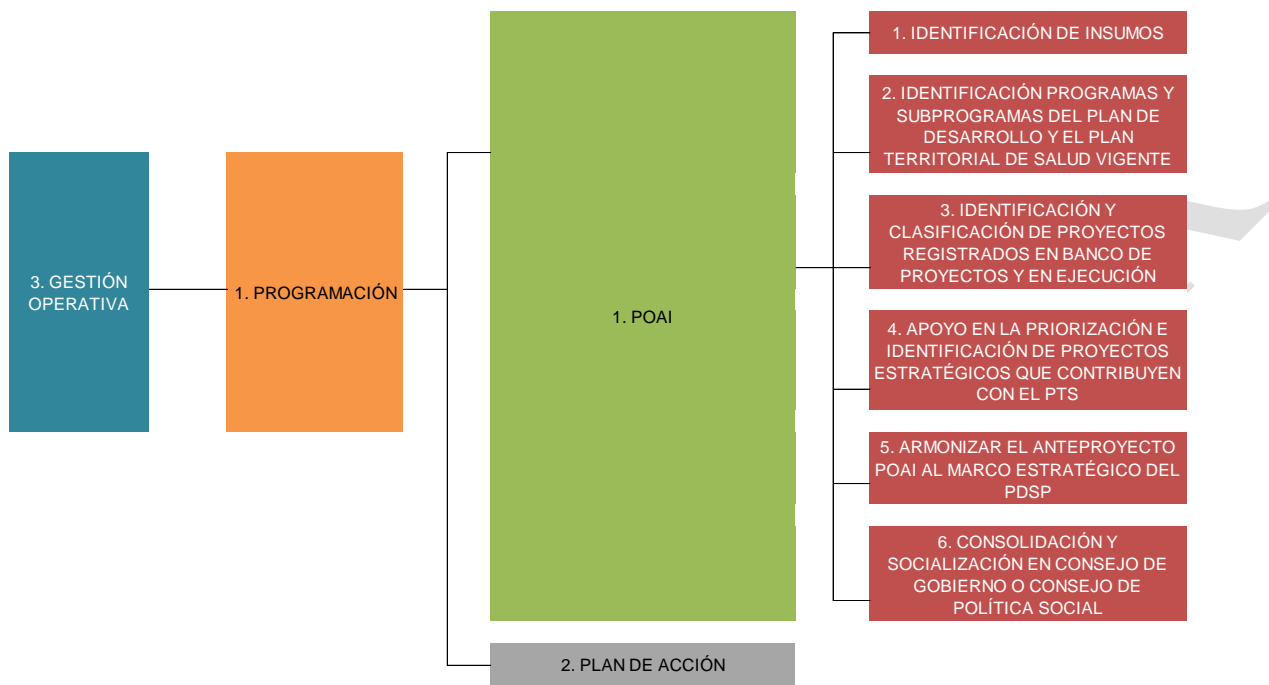 3. GESTIÓN
OPERATIVA
1. PROGRAMACIÓN
1. POAI
2. PLAN DE ACCIÓN
1. IDENTIFICACIÓN DE INSUMOS
2. IDENTIFICACIÓN PROGRAMAS Y
SUBPROGRAMAS DEL PLAN DE
DESARROLLO Y EL PLAN
TERRITORIAL DE SALUD VIGENTE
3. IDENTIFICACIÓN Y
CLASIFICACIÓN DE PROYECTOS
REGISTRADOS EN BANCO DE
PROYECTOS Y EN EJECUCIÓN
4. APOYO EN LA PRIORIZACIÓN E
IDENTIFICACIÓN DE PROYECTOS
ESTRATÉGICOS QUE CONTRIBUYEN
CON EL PTS
5. ARMONIZAR EL ANTEPROYECTO
POAI AL MARCO ESTRATÉGICO DEL
PDSP
6. CONSOLIDACIÓN Y
SOCIALIZACIÓN EN CONSEJO DE
GOBIERNO O CONSEJO DE
POLÍTICA SOCIAL